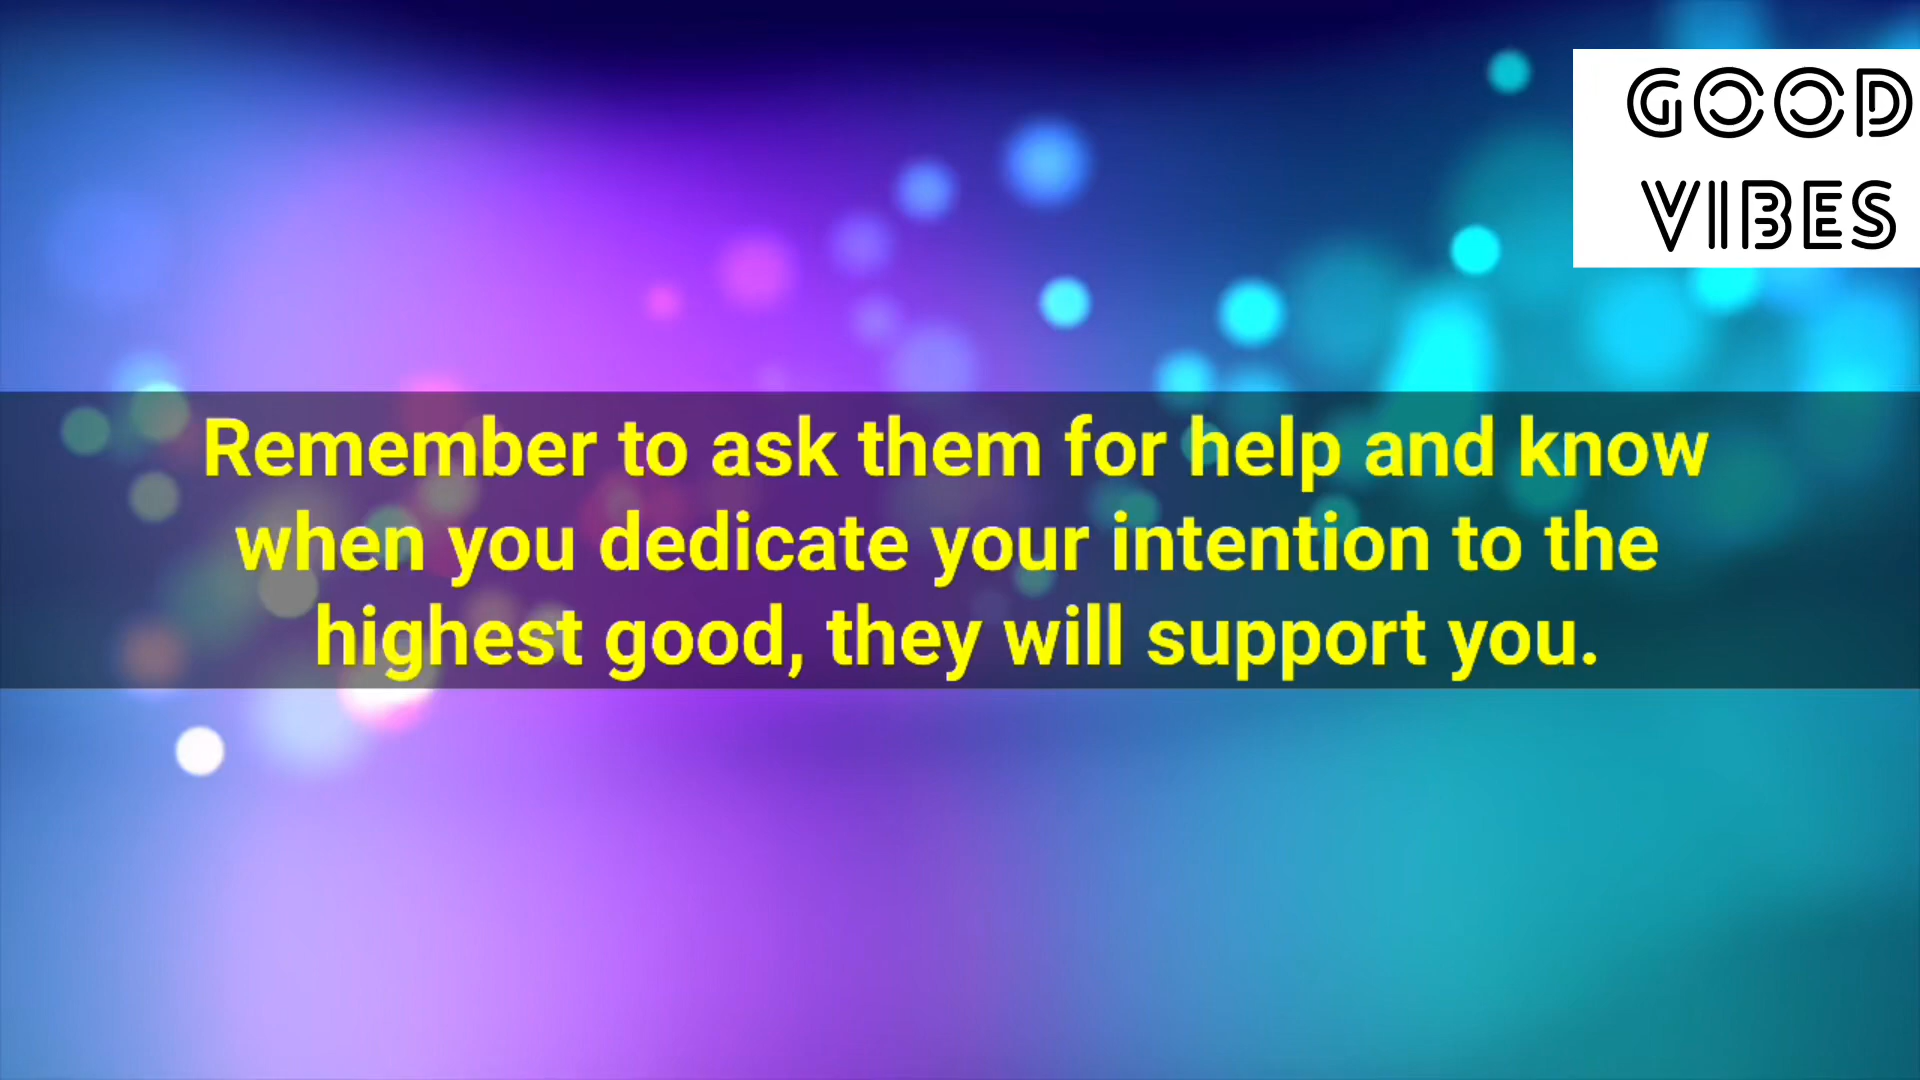 GOOD
VIBES
Remember to ask them for help and know
when you dedicate your intention to the
highest good, they will support you.